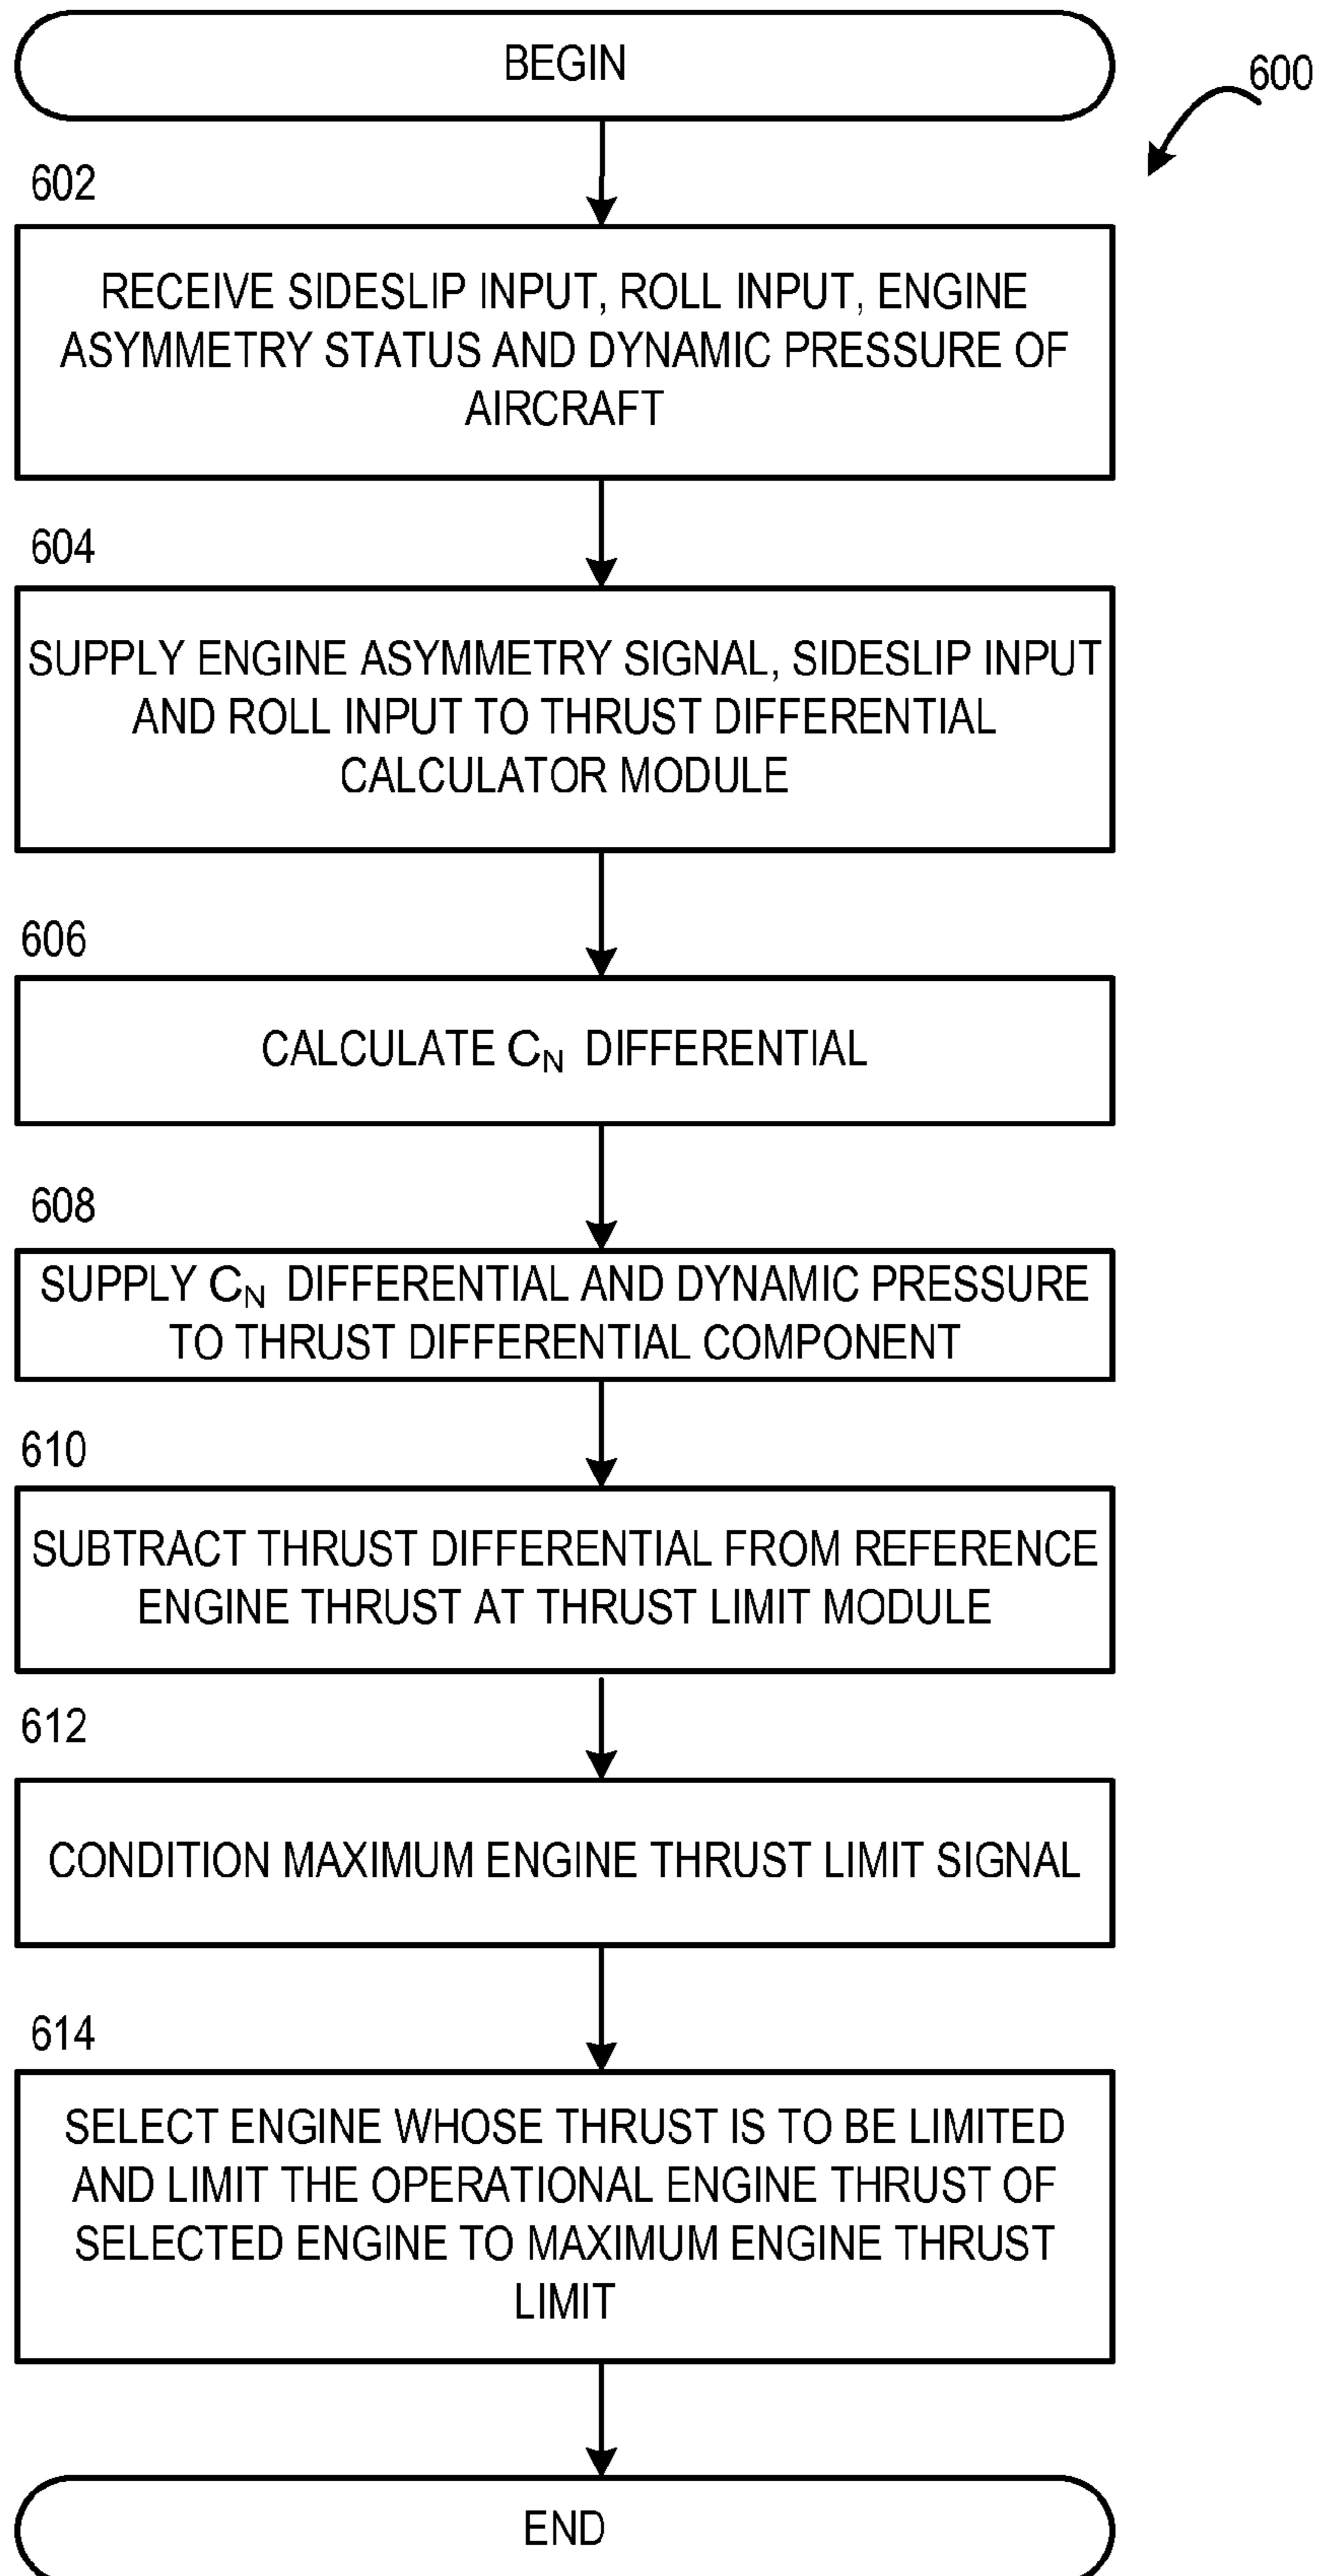 BEGIN
600
602
RECEIVE SIDESLIP INPUT, ROLL INPUT, ENGINE
ASYMMETRY STATUS AND DYNAMIC PRESSURE OF
AIRCRAFT
604
SUPPLY ENGINE ASYMMETRY SIGNAL, SIDESLIP INPUT
AND ROLL INPUT TO THRUST DIFFERENTIAL
CALCULATOR MODULE
606
CALCULATE CN DIFFERENTIAL
608
SUPPLY CN DIFFERENTIAL AND DYNAMIC PRESSURE
TO THRUST DIFFERENTIAL COMPONENT
610
SUBTRACT THRUST DIFFERENTIAL FROM REFERENCE
ENGINE THRUST AT THRUST LIMIT MODULE
612
CONDITION MAXIMUM ENGINE THRUST LIMIT SIGNAL
614
SELECT ENGINE WHOSE THRUST IS TO BE LIMITED
AND LIMIT THE OPERATIONAL ENGINE THRUST OF
SELECTED ENGINE TO MAXIMUM ENGINE THRUST
LIMIT
END